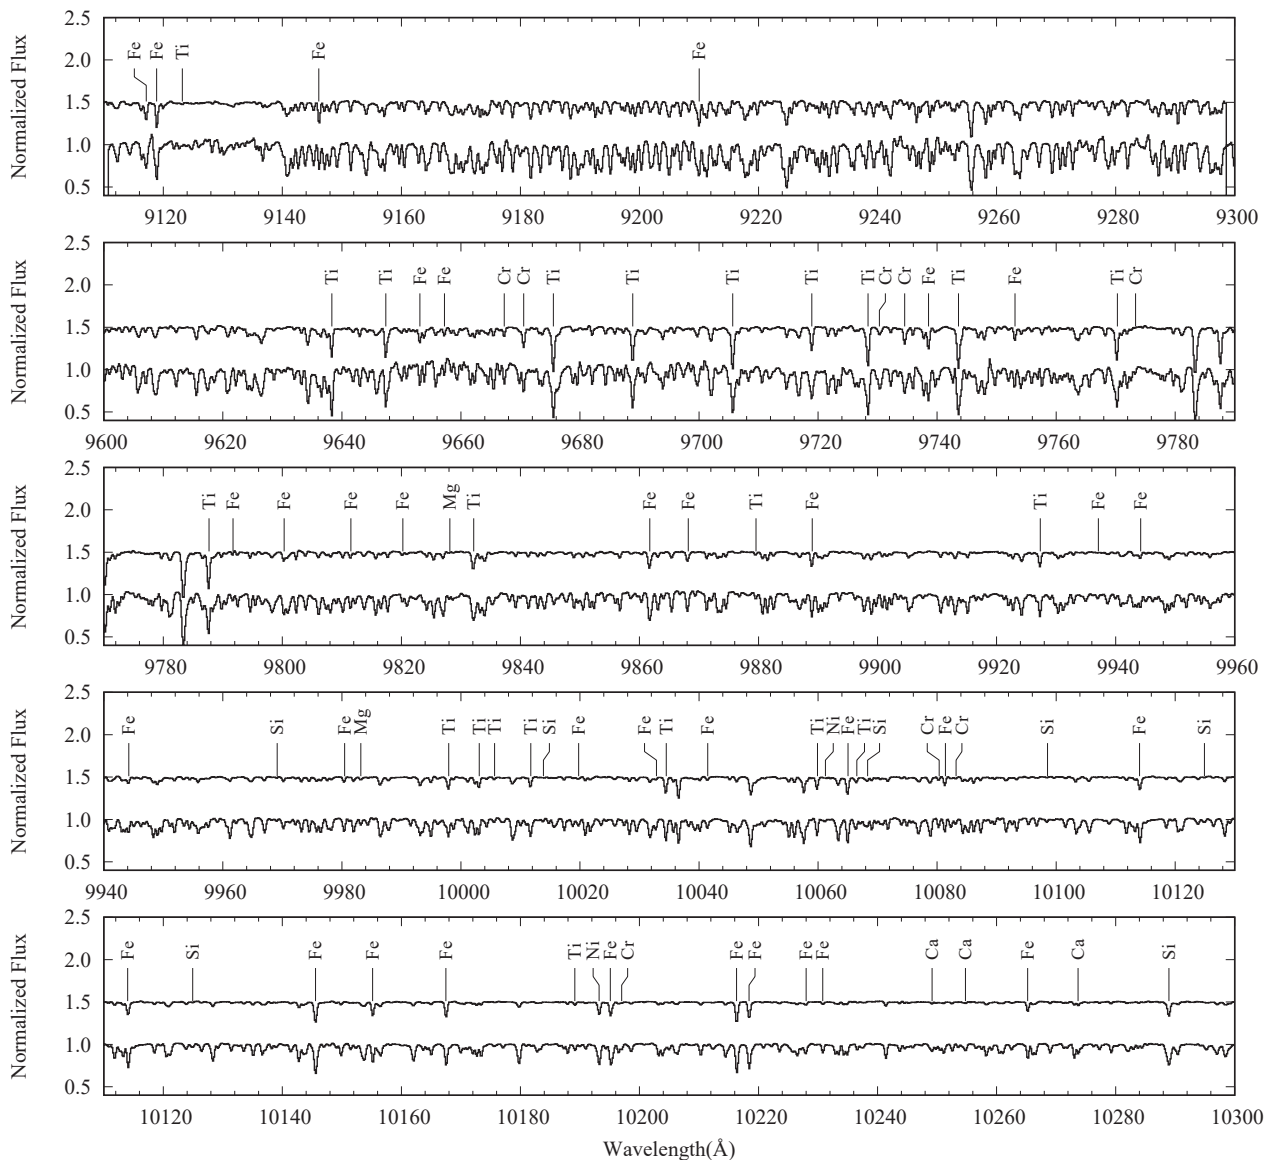 Fe Fe Ti Fe Fe
Normalized Flux
2.5
2.0
1.5
1.0
0.5
9120 9140 9160 9180 9200 9220 9240 9260 9280 9300
Ti Ti Fe Fe Cr Cr Ti Ti Ti Ti Ti Cr Cr Fe Ti Fe Ti Cr
Normalized Flux
2.5
2.0
1.5
1.0
0.5
9600 9620 9640 9660 9680 9700 9720 9740 9760 9780
Ti Fe Fe Fe Fe Mg Ti Fe Fe Ti Fe Ti Fe Fe
Normalized Flux
2.5
2.0
1.5
1.0
0.5
9780 9800 9820 9840 9860 9880 9900 9920 9940 9960
Fe Si Fe Mg Ti Ti Ti Ti Si Fe Fe Ti Fe Ti Ni Fe Ti Si Cr Fe Cr Si Fe Si
Normalized Flux
2.5
2.0
1.5
1.0
0.5
9940 9960 9980 10000 10020 10040 10060 10080 10100 10120
Fe Si Fe Fe Fe Ti Ni Fe Cr Fe Fe Fe Fe Ca Ca Fe Ca Si
Normalized Flux
2.5
2.0
1.5
1.0
0.5
10120 10140 10160 10180 10200 10220 10240 10260 10280 10300
Wavelength(Å)